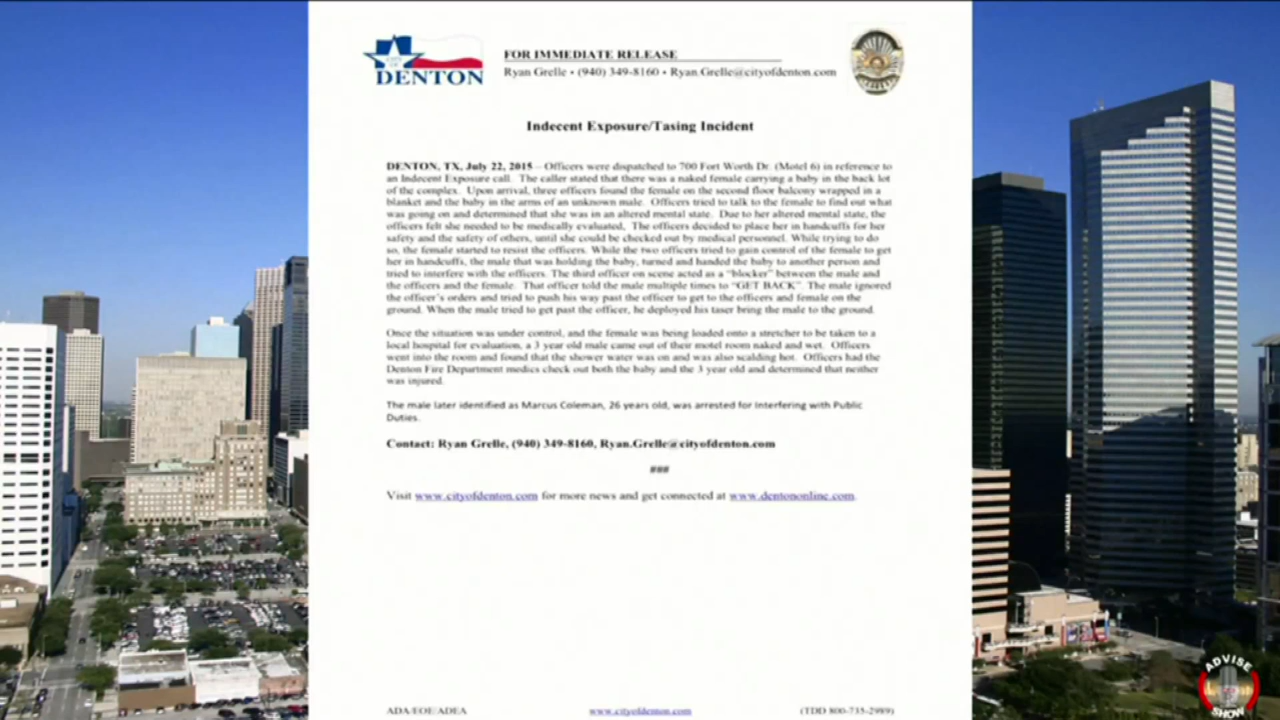 CITY
OF
DENTON
FOR IMMEDIATE RELEASE
Ryan Grelle • (940) 349-8160 • Ryan.Grelle@cityofdenton.com
Indecent Exposure/Tasing Incident
DENTON, TX, July 22, 2015 – Officers were dispatched to 700 Fort Worth Dr. (Motel 6) in reference to
an Indecent Exposure call. The caller stated that there was a naked female carrying a baby in the back lot
of the complex. Upon arrival, three officers found the female on the second floor balcony wrapped in a
blanket and the baby in the arms of an unknown male. Officers tried to talk to the female to find out what
was going on and determined that she was in an altered mental state. Due to her altered mental state, the
officers felt she needed to be medically evaluated, The officers decided to place her in handcuffs for her
safety and the safety of others, until she could be checked out by medical personnel. While trying to do
so, the female started to resist the officers. While the two officers tried to gain control of the female to get
her in handcuffs, the male that was holding the baby, turned and handed the baby to another person and
tried to interfere with the officers. The third officer on scene acted as a “blocker” between the male and
the officers and the female. That officer told the male multiple times to “GET BACK”. The male ignored
the officer’s orders and tried to push his way past the officer to get to the officers and female on the
ground. When the male tried to get past the officer, he deployed his taser bring the male to the ground.
Once the situation was under control, and the female was being loaded onto a stretcher to be taken to a
local hospital for evaluation, a 3 year old male came out of their motel room naked and wet. Officers
went into the room and found that the shower water was on and was also scalding hot. Officers had the
Denton Fire Department medics check out both the baby and the 3 year old and determined that neither
was injured.
The male later identified as Marcus Coleman, 26 years old, was arrested for Interfering with Public
Duties.
Contact: Ryan Grelle, (940) 349-8160, Ryan.Grelle@cityofdenton.com
###
Visit www.cityofdenton.com for more news and get connected at www.dentononline.com.
ADA/EOE/ADEA www.cityofdenton.com (TDD 800-735-2989)
ADVISE
SHOW